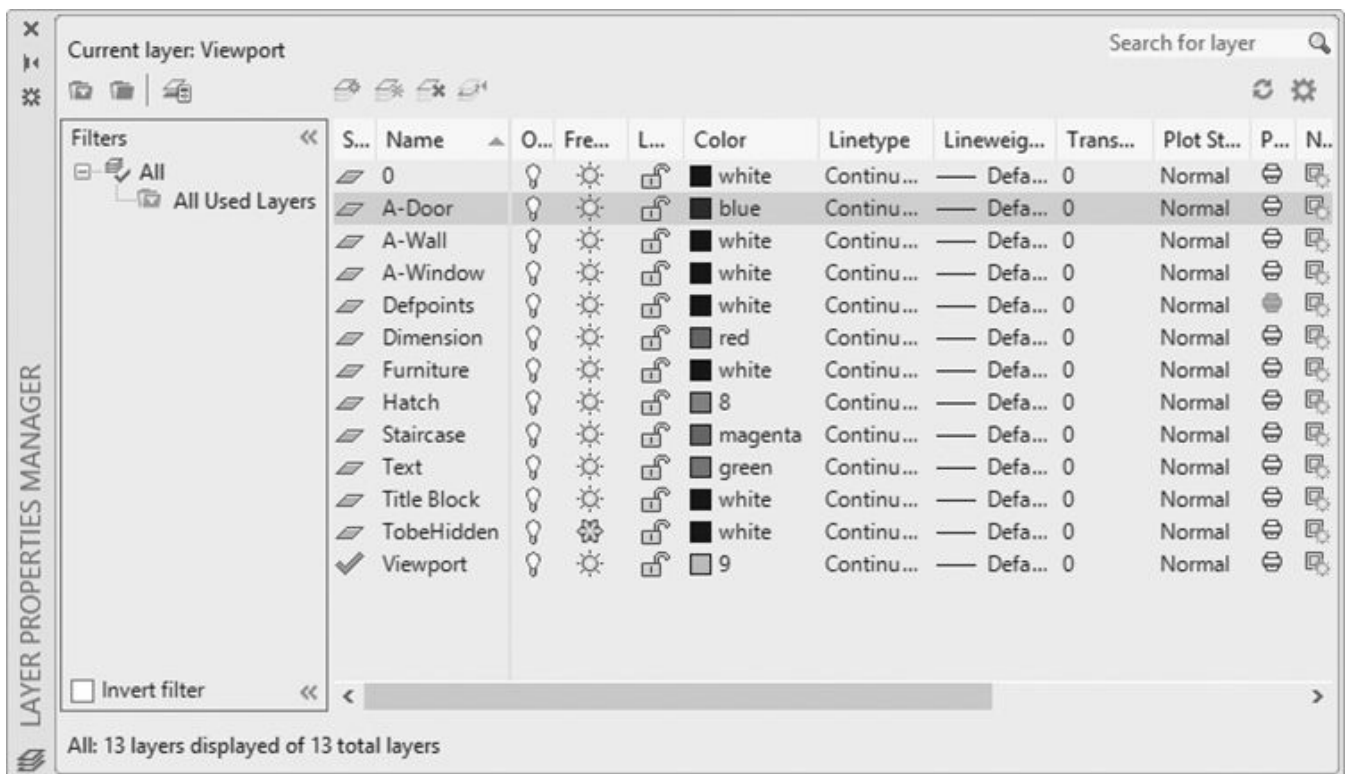 Current layer: Viewport
Search for layer
Filters
All
All Used Layers
S... Name O... Fre... L... Color Linetype Lineweig... Trans... Plot St... P... N..
0 white Continu... Defa... 0 Normal
A-Door blue Continu... Defa... 0 Normal
A-Wall white Continu... Defa... 0 Normal
A-Window white Continu... Defa... 0 Normal
Defpoints white Continu... Defa... 0 Normal
Dimension red Continu... Defa... 0 Normal
Furniture white Continu... Defa... 0 Normal
Hatch 8 Continu... Defa... 0 Normal
Staircase magenta Continu... Defa... 0 Normal
Text green Continu... Defa... 0 Normal
Title Block white Continu... Defa... 0 Normal
TobeHidden white Continu... Defa... 0 Normal
Viewport 9 Continu... Defa... 0 Normal
Invert filter
All: 13 layers displayed of 13 total layers
LAYER PROPERTIES MANAGER